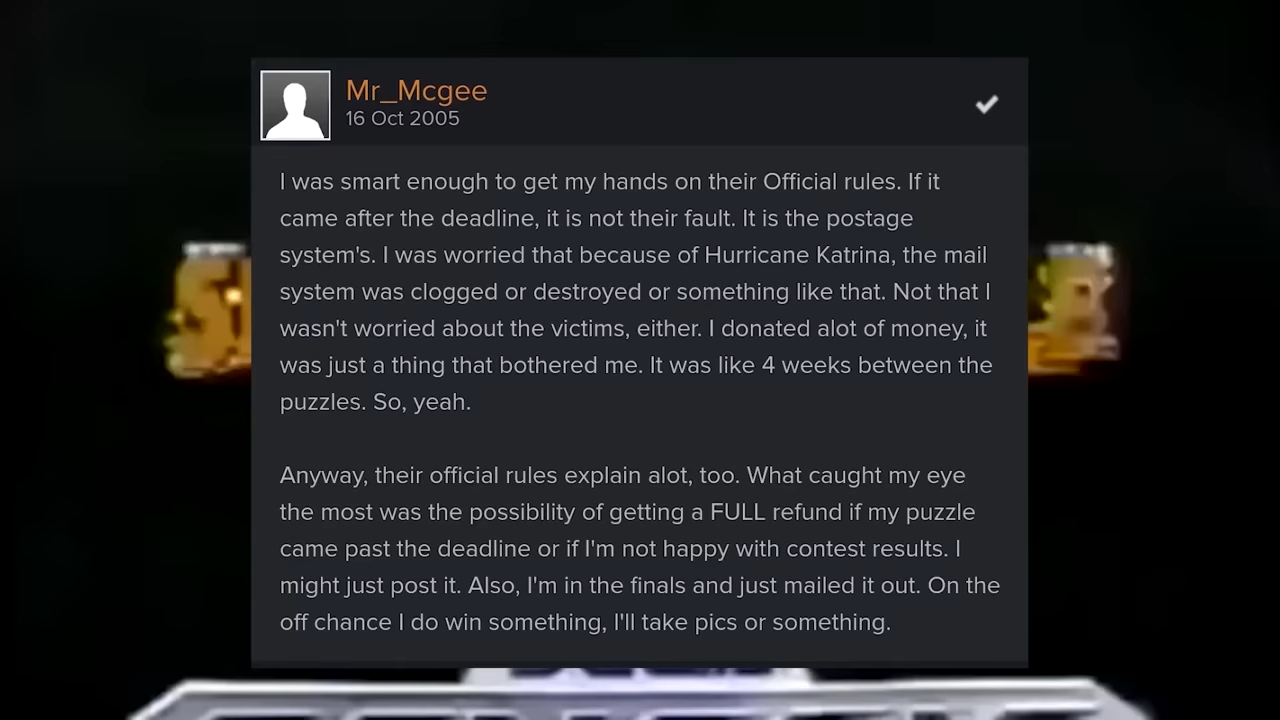 Mr_Mcgee
16 Oct 2005
I was smart enough to get my hands on their Official rules. If it
came after the deadline, it is not their fault. It is the postage
system's. I was worried that because of Hurricane Katrina, the mail
system was clogged or destroyed or something like that. Not that I
wasn't worried about the victims, either. I donated alot of money, it
was just a thing that bothered me. It was like 4 weeks between the
puzzles. So, yeah.
Anyway, their official rules explain alot, too. What caught my eye
the most was the possibility of getting a FULL refund if my puzzle
came past the deadline or if I'm not happy with contest results. I
might just post it. Also, I'm in the finals and just mailed it out. On the
off chance I do win something, I'll take pics or something.